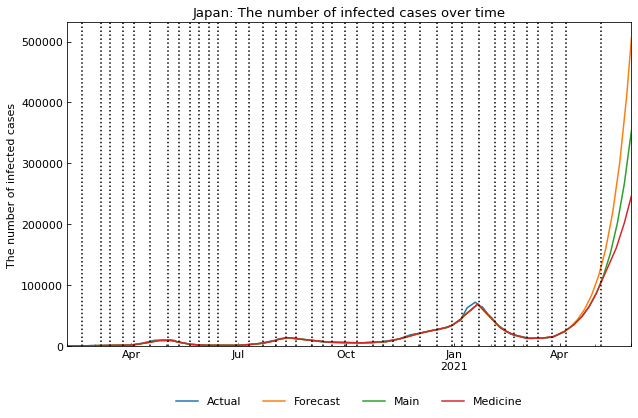 Japan: The number of infected cases over time
The number of infected cases
500000
400000
300000
200000
100000
0
Apr
Jul
Oct
Jan
2021
Apr
Actual
Forecast
Main
Medicine